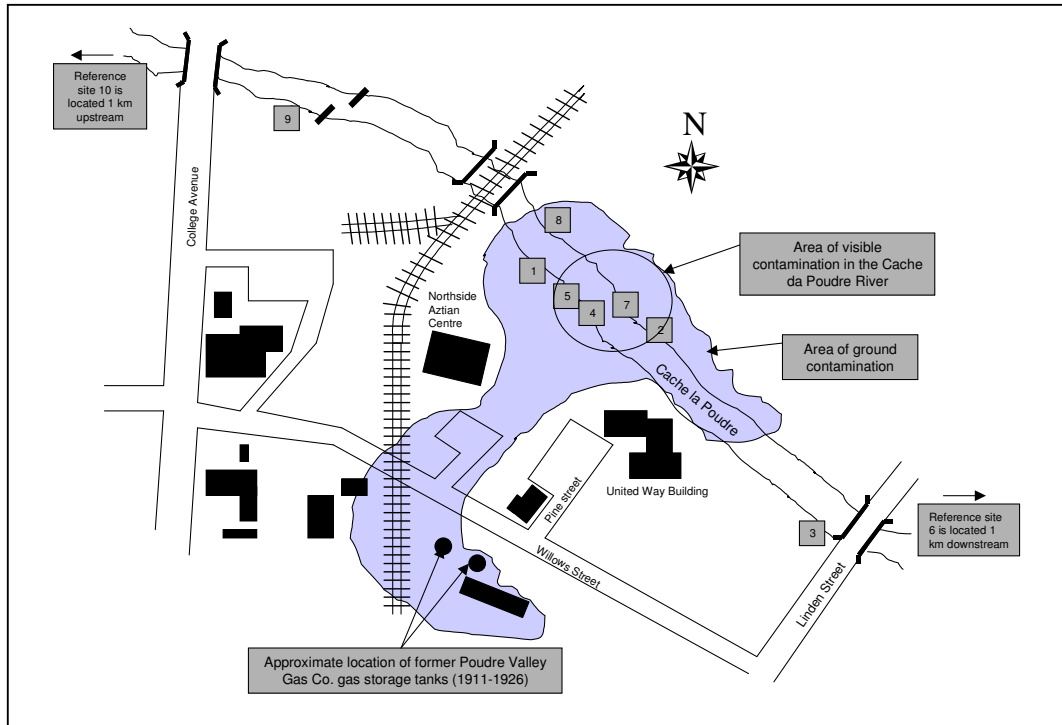 Reference
site 10 is
located 1 km
upstream
College Avenue
9
N
8
1
5
4
7
2
Area of visible
contamination in the Cache
da Poudre River
Northside
Aztian
Centre
Area of ground
contamination
Cache la Poudre
United Way Building
Pine street
Willows Street
3
Reference site
6 is located 1
km downstream
Linden Street
Approximate location of former Poudre Valley
Gas Co. gas storage tanks (1911-1926)